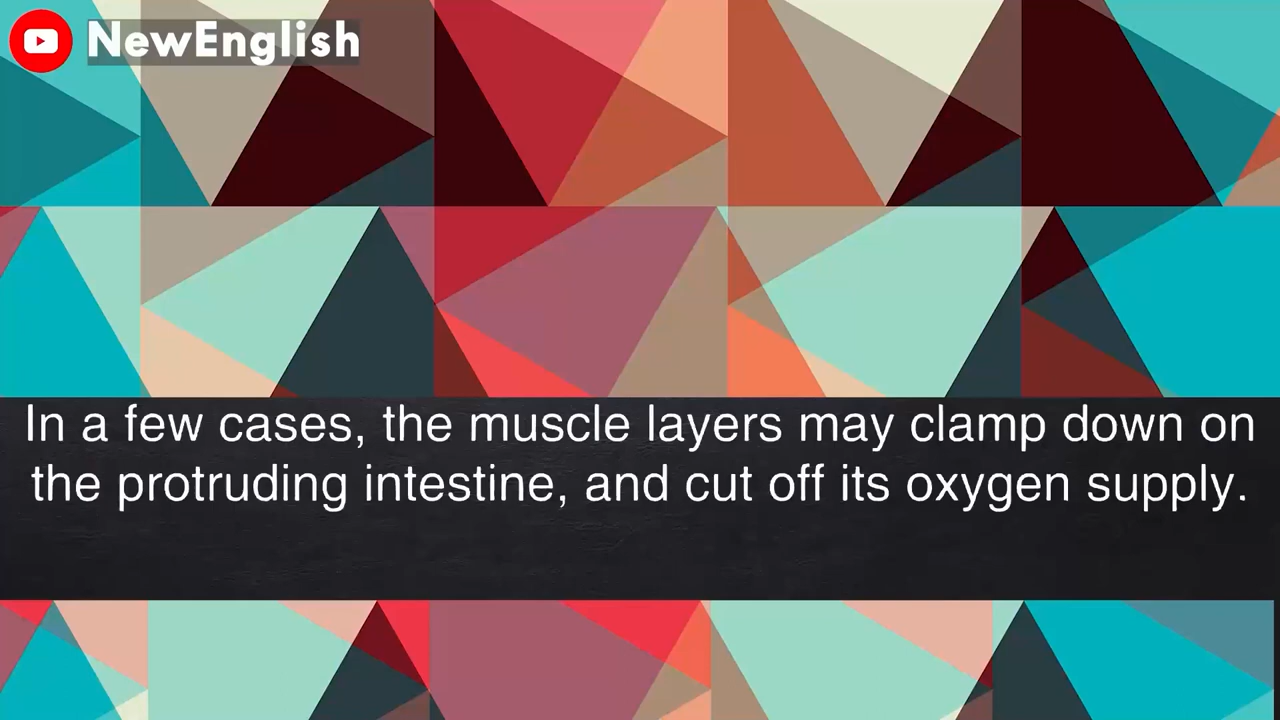 NewEnglish
In a few cases, the muscle layers may clamp down on
the protruding intestine, and cut off its oxygen supply.